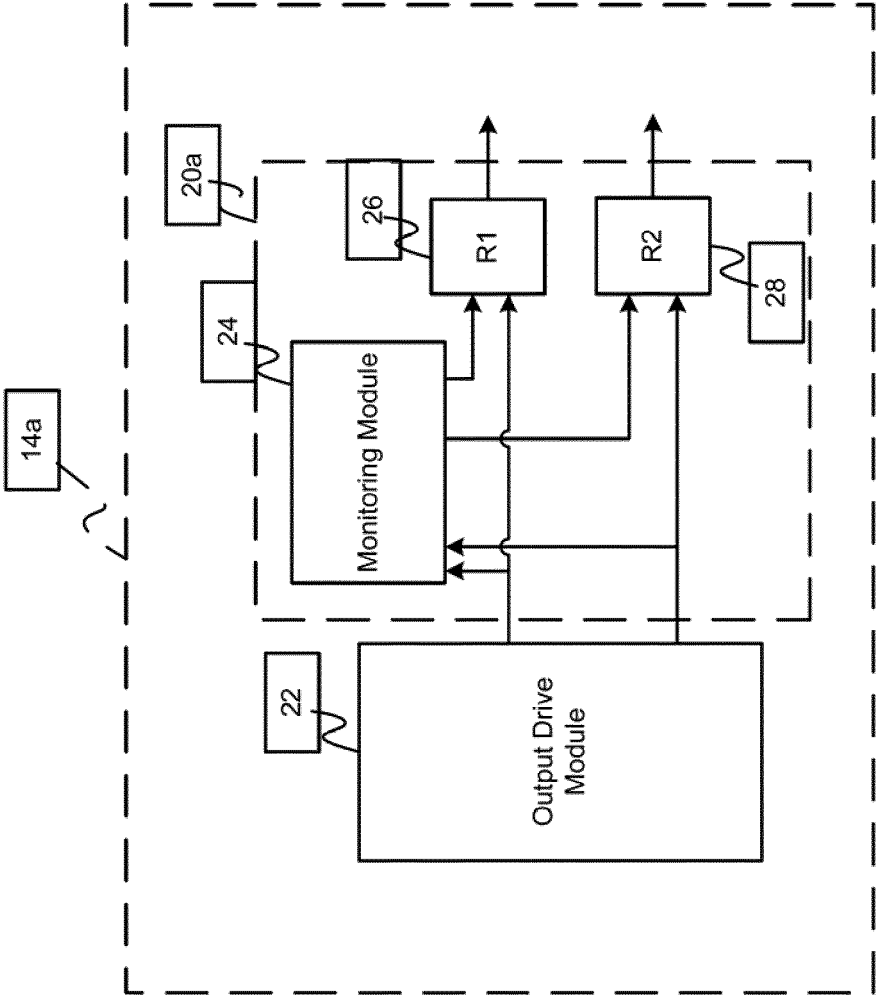 14a
20a
24
26
28
22
Monitoring Module
R1
R2
Output Drive
Module